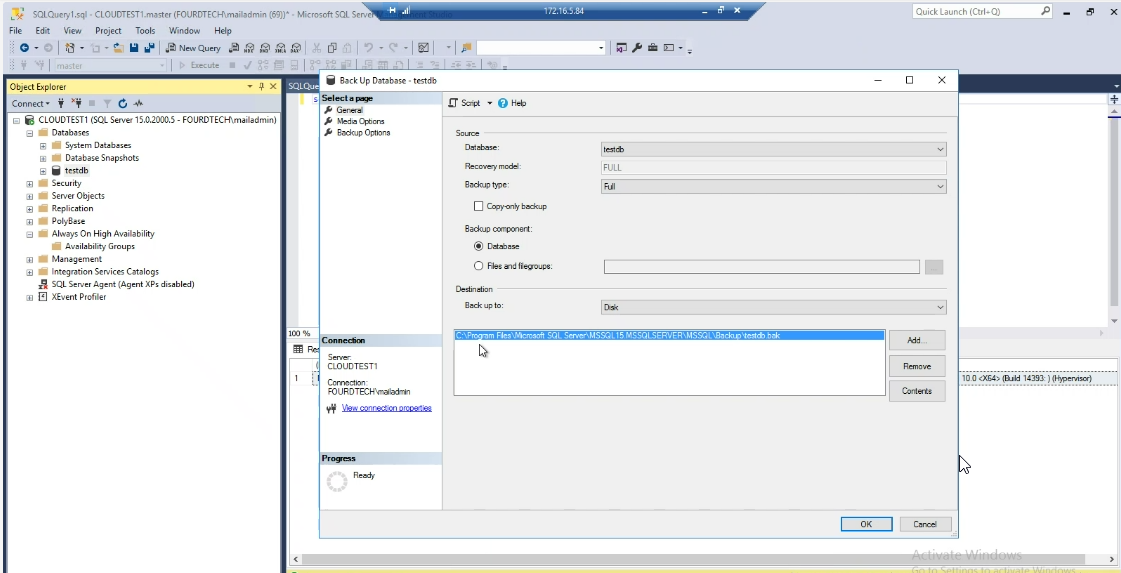 SQLQuery1.sql - CLOUDTEST1.master (FOURDTECH\mailadmin (69))* - Microsoft SQL Server
172.16.5.84
Quick Launch (Ctrl+Q)
File Edit View Project Tools Window Help
New Query
master
Execute
Object Explorer
Connect
CLOUDTEST1 (SQL Server 15.0.2000.5 - FOURDTECH\mailadmin)
Databases
System Databases
Database Snapshots
testdb
Security
Server Objects
Replication
PolyBase
Always On High Availability
Availability Groups
Management
Integration Services Catalogs
SQL Server Agent (Agent XPs disabled)
XEvent Profiler
SQLQue
100 %
Res
1
10.0 <X64> (Build 14393: ) (Hypervisor)
Back Up Database - testdb
Select a page
General
Media Options
Backup Options
Script
Help
Source
Database:
testdb
Recovery model:
FULL
Backup type:
Full
Copy-only backup
Backup component:
Database
Files and filegroups:
...
Destination
Back up to:
Disk
C:\Program Files\Microsoft SQL Server\MSSQL15.MSSQLSERVER\MSSQL\Backup\testdb.bak
Add...
Remove
Contents
Connection
Server:
CLOUDTEST1
Connection:
FOURDTECH\mailadmin
View connection properties
Progress
Ready
OK
Cancel
Activate Windows
Go to Settings to activate Windows.